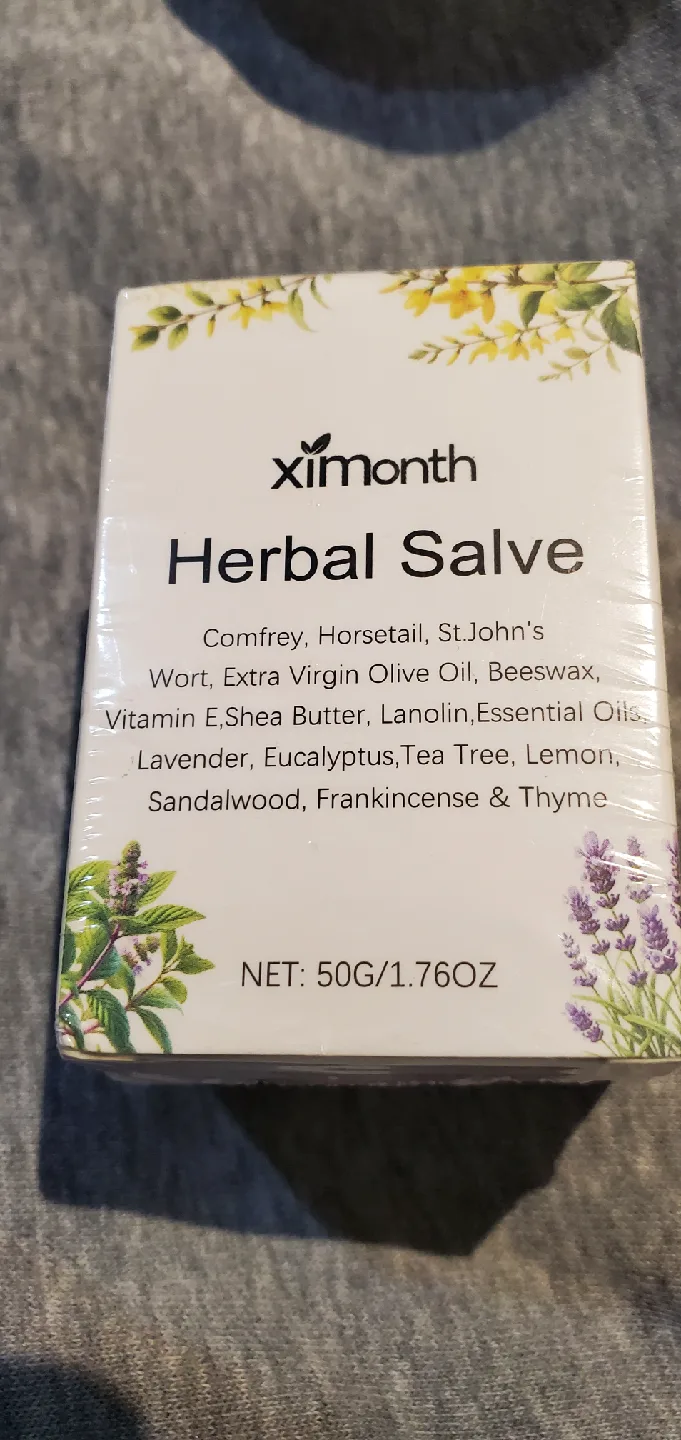 ximonth
Herbal Salve
Comfrey, Horsetail, St.John's
Wort, Extra Virgin Olive Oil, Beeswax,
Vitamin E,Shea Butter, Lanolin,Essential Oils,
Lavender, Eucalyptus,Tea Tree, Lemon,
Sandalwood, Frankincense & Thyme
NET: 50G/1.76OZ